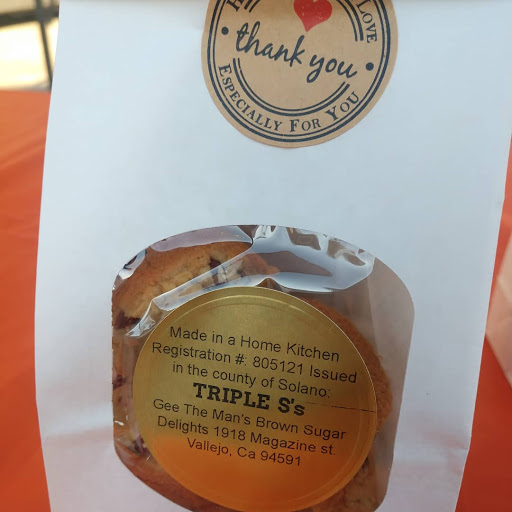 LOVE
thank you
ESPECIALLY FOR YOU
Made in a Home Kitchen
Registration #: 805121 Issued
in the county of Solano:
TRIPLE S's
Gee The Man's Brown Sugar
Delights 1918 Magazine st.
Vallejo, Ca 94591